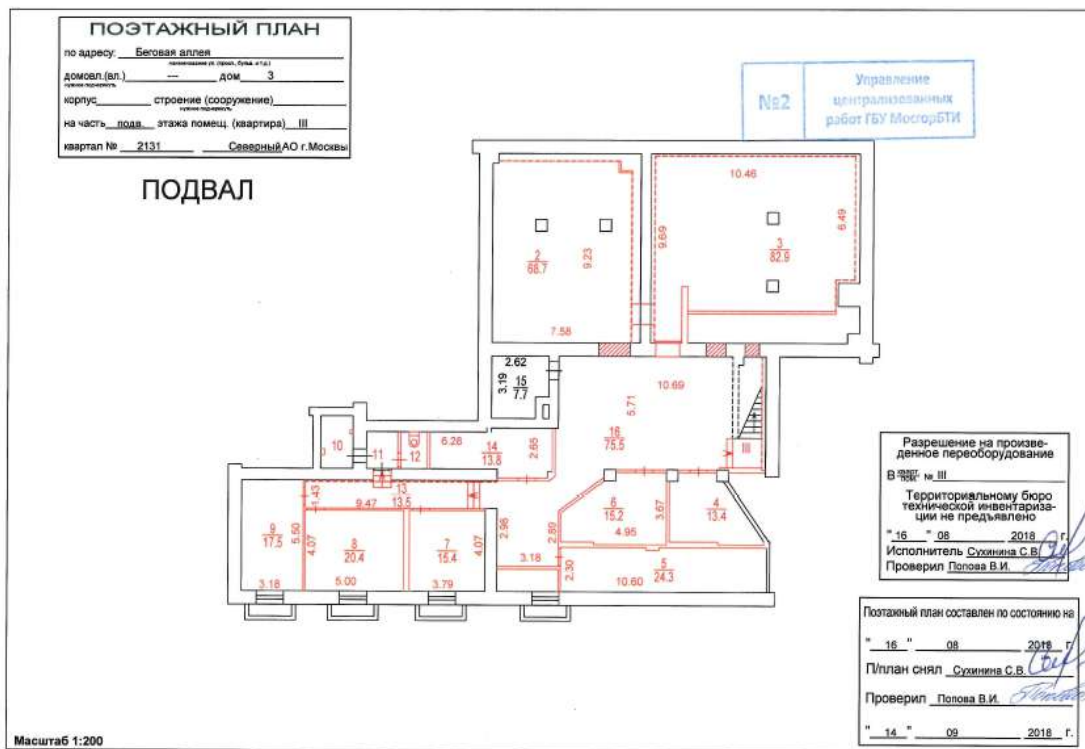 ПОЭТАЖНЫЙ ПЛАН
по адресу: Беговая аллея
домовл.(вл.) --- дом 3
корпус строение (сооружение)
на часть подв. этажа помещ. (квартира) III
квартал № 2131 Северный АО г.Москвы
№2
Управление
централизованных
работ ГБУ МосгорБТИ
ПОДВАЛ
10.46
6.49
9.69
3
82.9
2
68.7
9.23
7.58
2.62
3.19
15
7.7
10.69
5.71
16
75.5
III
10
11
12
6.28
14
13.8
2.65
1.43
9.47
13
13.5
6
15.2
3.67
4
13.4
4.95
9
17.5
5.50
4.07
8
20.4
7
15.4
4.07
2.96
2.89
3.18
2.30
5
24.3
10.60
3.18
5.00
3.79
Разрешение на произве-
денное переоборудование
В № III
Территориальному бюро
технической инвентариза-
ции не предъявлено
" 16 " 08 2018 г.
Исполнитель Сухинина С.В.
Проверил Попова В.И.
Поэтажный план составлен по состоянию на
" 16 " 08 2018 г.
П/план снял Сухинина С.В.
Проверил Попова В.И.
" 14 " 09 2018 г.
Масштаб 1:200